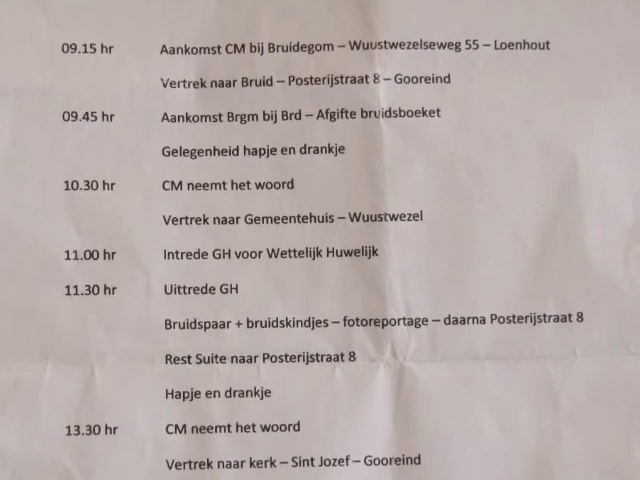 09.15 hr Aankomst CM bij Bruidegom – Wuustwezelseweg 55 – Loenhout
Vertrek naar Bruid – Posterijstraat 8 – Gooreind
09.45 hr Aankomst Brgm bij Brd – Afgifte bruidsboeket
Gelegenheid hapje en drankje
10.30 hr CM neemt het woord
Vertrek naar Gemeentehuis – Wuustwezel
11.00 hr Intrede GH voor Wettelijk Huwelijk
11.30 hr Uittrede GH
Bruidspaar + bruidskindjes – fotoreportage – daarna Posterijstraat 8
Rest Suite naar Posterijstraat 8
Hapje en drankje
13.30 hr CM neemt het woord
Vertrek naar kerk – Sint Jozef – Gooreind